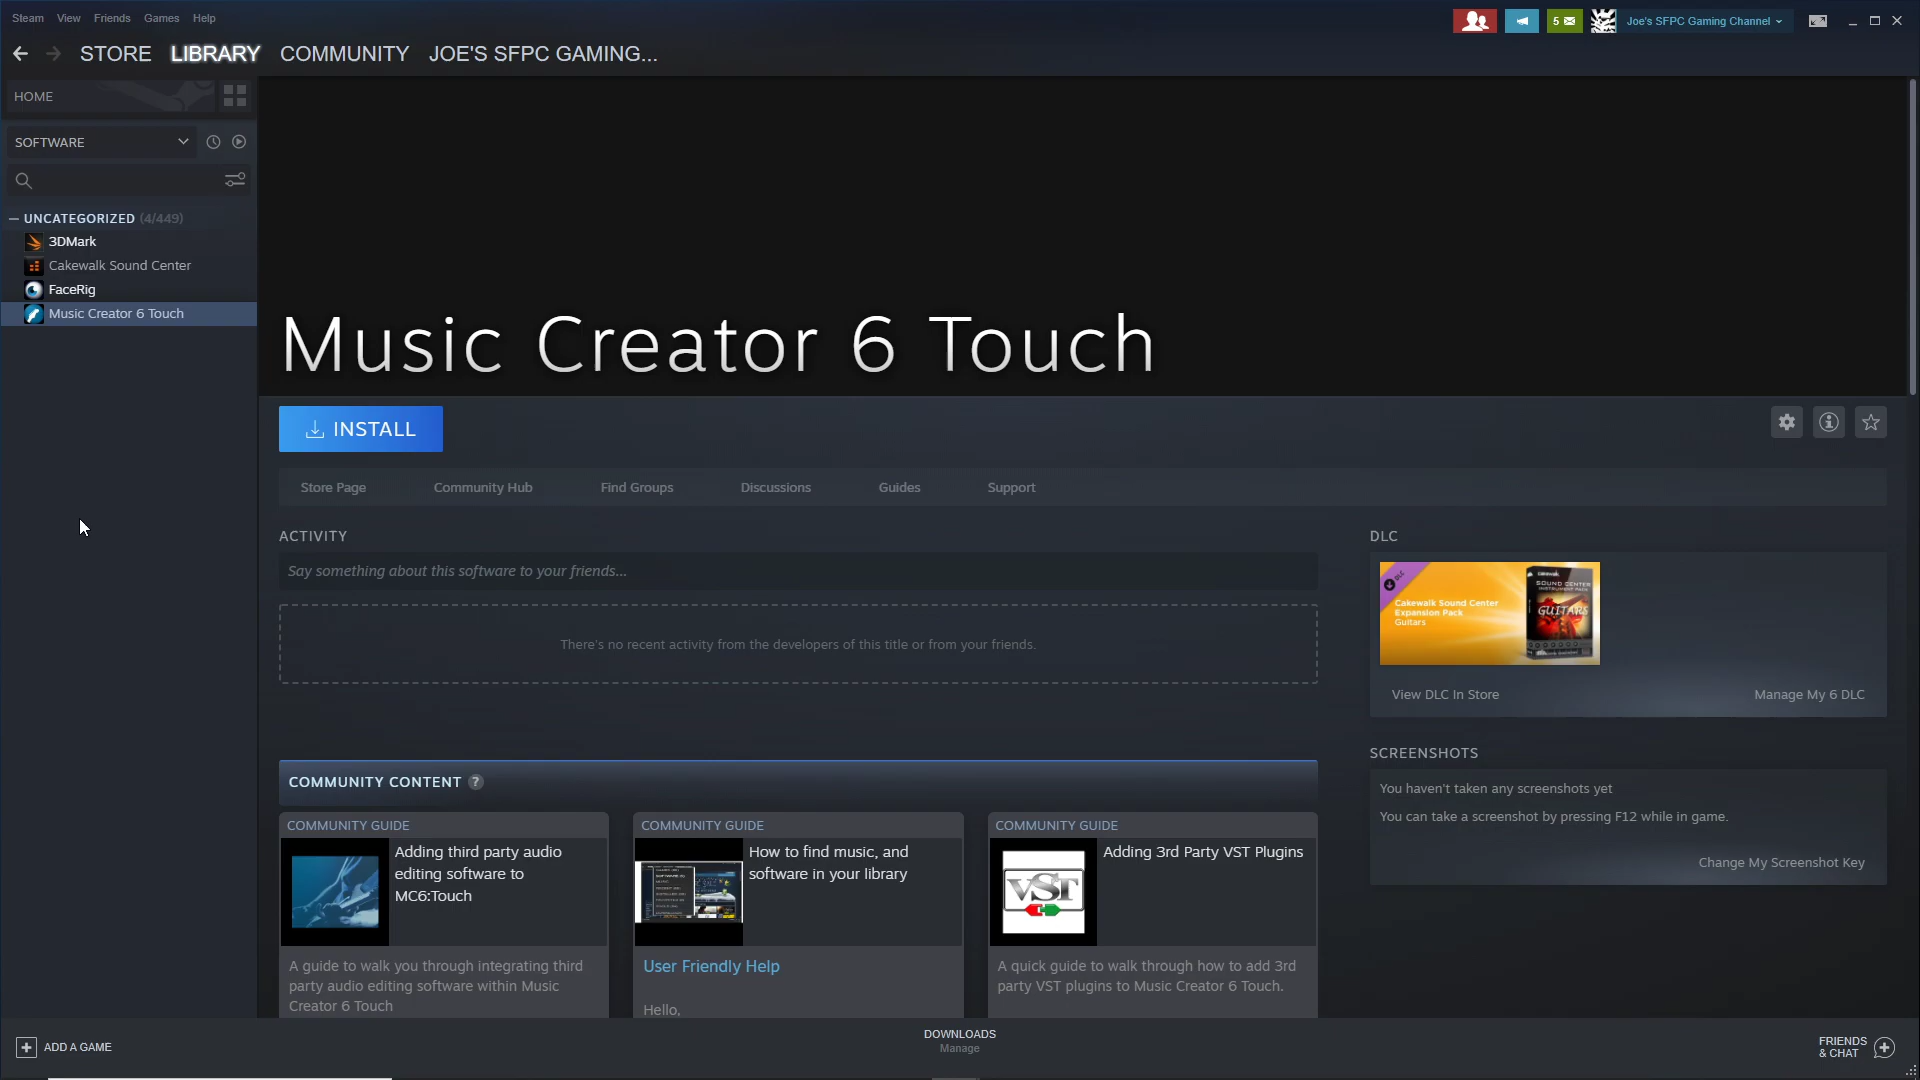 Steam View Friends Games Help
5 Joe's SFPC Gaming Channel
STORE LIBRARY COMMUNITY JOE'S SFPC GAMING...
HOME
SOFTWARE
UNCATEGORIZED (4/449)
3DMark
Cakewalk Sound Center
FaceRig
Music Creator 6 Touch
Music Creator 6 Touch
INSTALL
Store Page Community Hub Find Groups Discussions Guides Support
ACTIVITY
Say something about this software to your friends...
There's no recent activity from the developers of this title or from your friends.
DLC
DLC
Cakewalk Sound Center
Expansion Pack
Guitars
cakewalk
SOUND CENTER
INSTRUMENT PACK
GUITARS
View DLC In Store Manage My 6 DLC
SCREENSHOTS
You haven't taken any screenshots yet
You can take a screenshot by pressing F12 while in game.
Change My Screenshot Key
COMMUNITY CONTENT ?
COMMUNITY GUIDE
Adding third party audio
editing software to
MC6:Touch
A guide to walk you through integrating third
party audio editing software within Music
Creator 6 Touch
COMMUNITY GUIDE
How to find music, and
software in your library
User Friendly Help
Hello,
COMMUNITY GUIDE
VST
Adding 3rd Party VST Plugins
A quick guide to walk through how to add 3rd
party VST plugins to Music Creator 6 Touch.
ADD A GAME
DOWNLOADS
Manage
FRIENDS
& CHAT